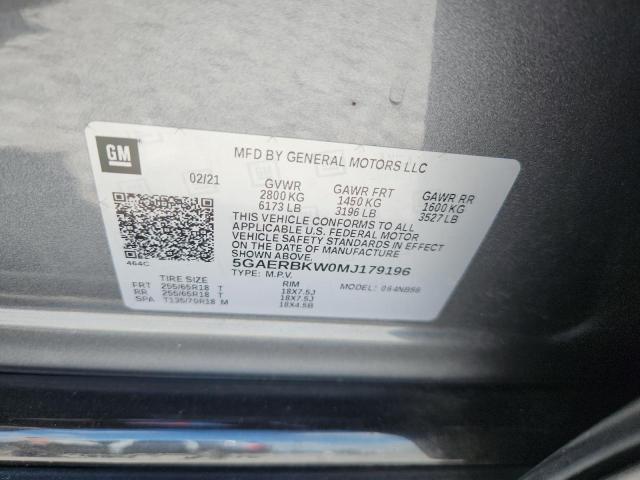 GM
MFD BY GENERAL MOTORS LLC
02/21 GVWR GAWR FRT GAWR RR
2800 KG 1450 KG 1600 KG
6173 LB 3196 LB 3527 LB
THIS VEHICLE CONFORMS TO ALL
APPLICABLE U.S. FEDERAL MOTOR
VEHICLE SAFETY STANDARDS IN EFFECT
ON THE DATE OF MANUFACTURE
SHOWN ABOVE.
464C 5GAERBKW0MJ179196
TYPE: M.P.V.
TIRE SIZE RIM MODEL:
FRT 255/65R18 T 18X7.5J
RR 255/65R18 T 18X7.5J
SPA T135/70R18 M 18X4.5B